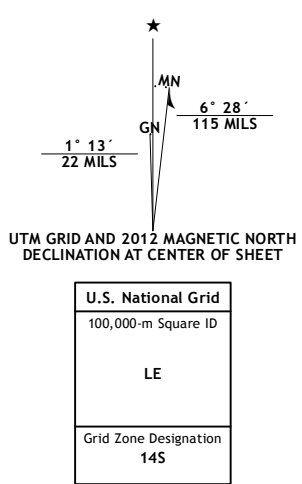 MN
6° 28´
115 MILS
GN
1° 13´
22 MILS
UTM GRID AND 2012 MAGNETIC NORTH
DECLINATION AT CENTER OF SHEET
U.S. National Grid
100,000-m Square ID
LE
Grid Zone Designation
14S